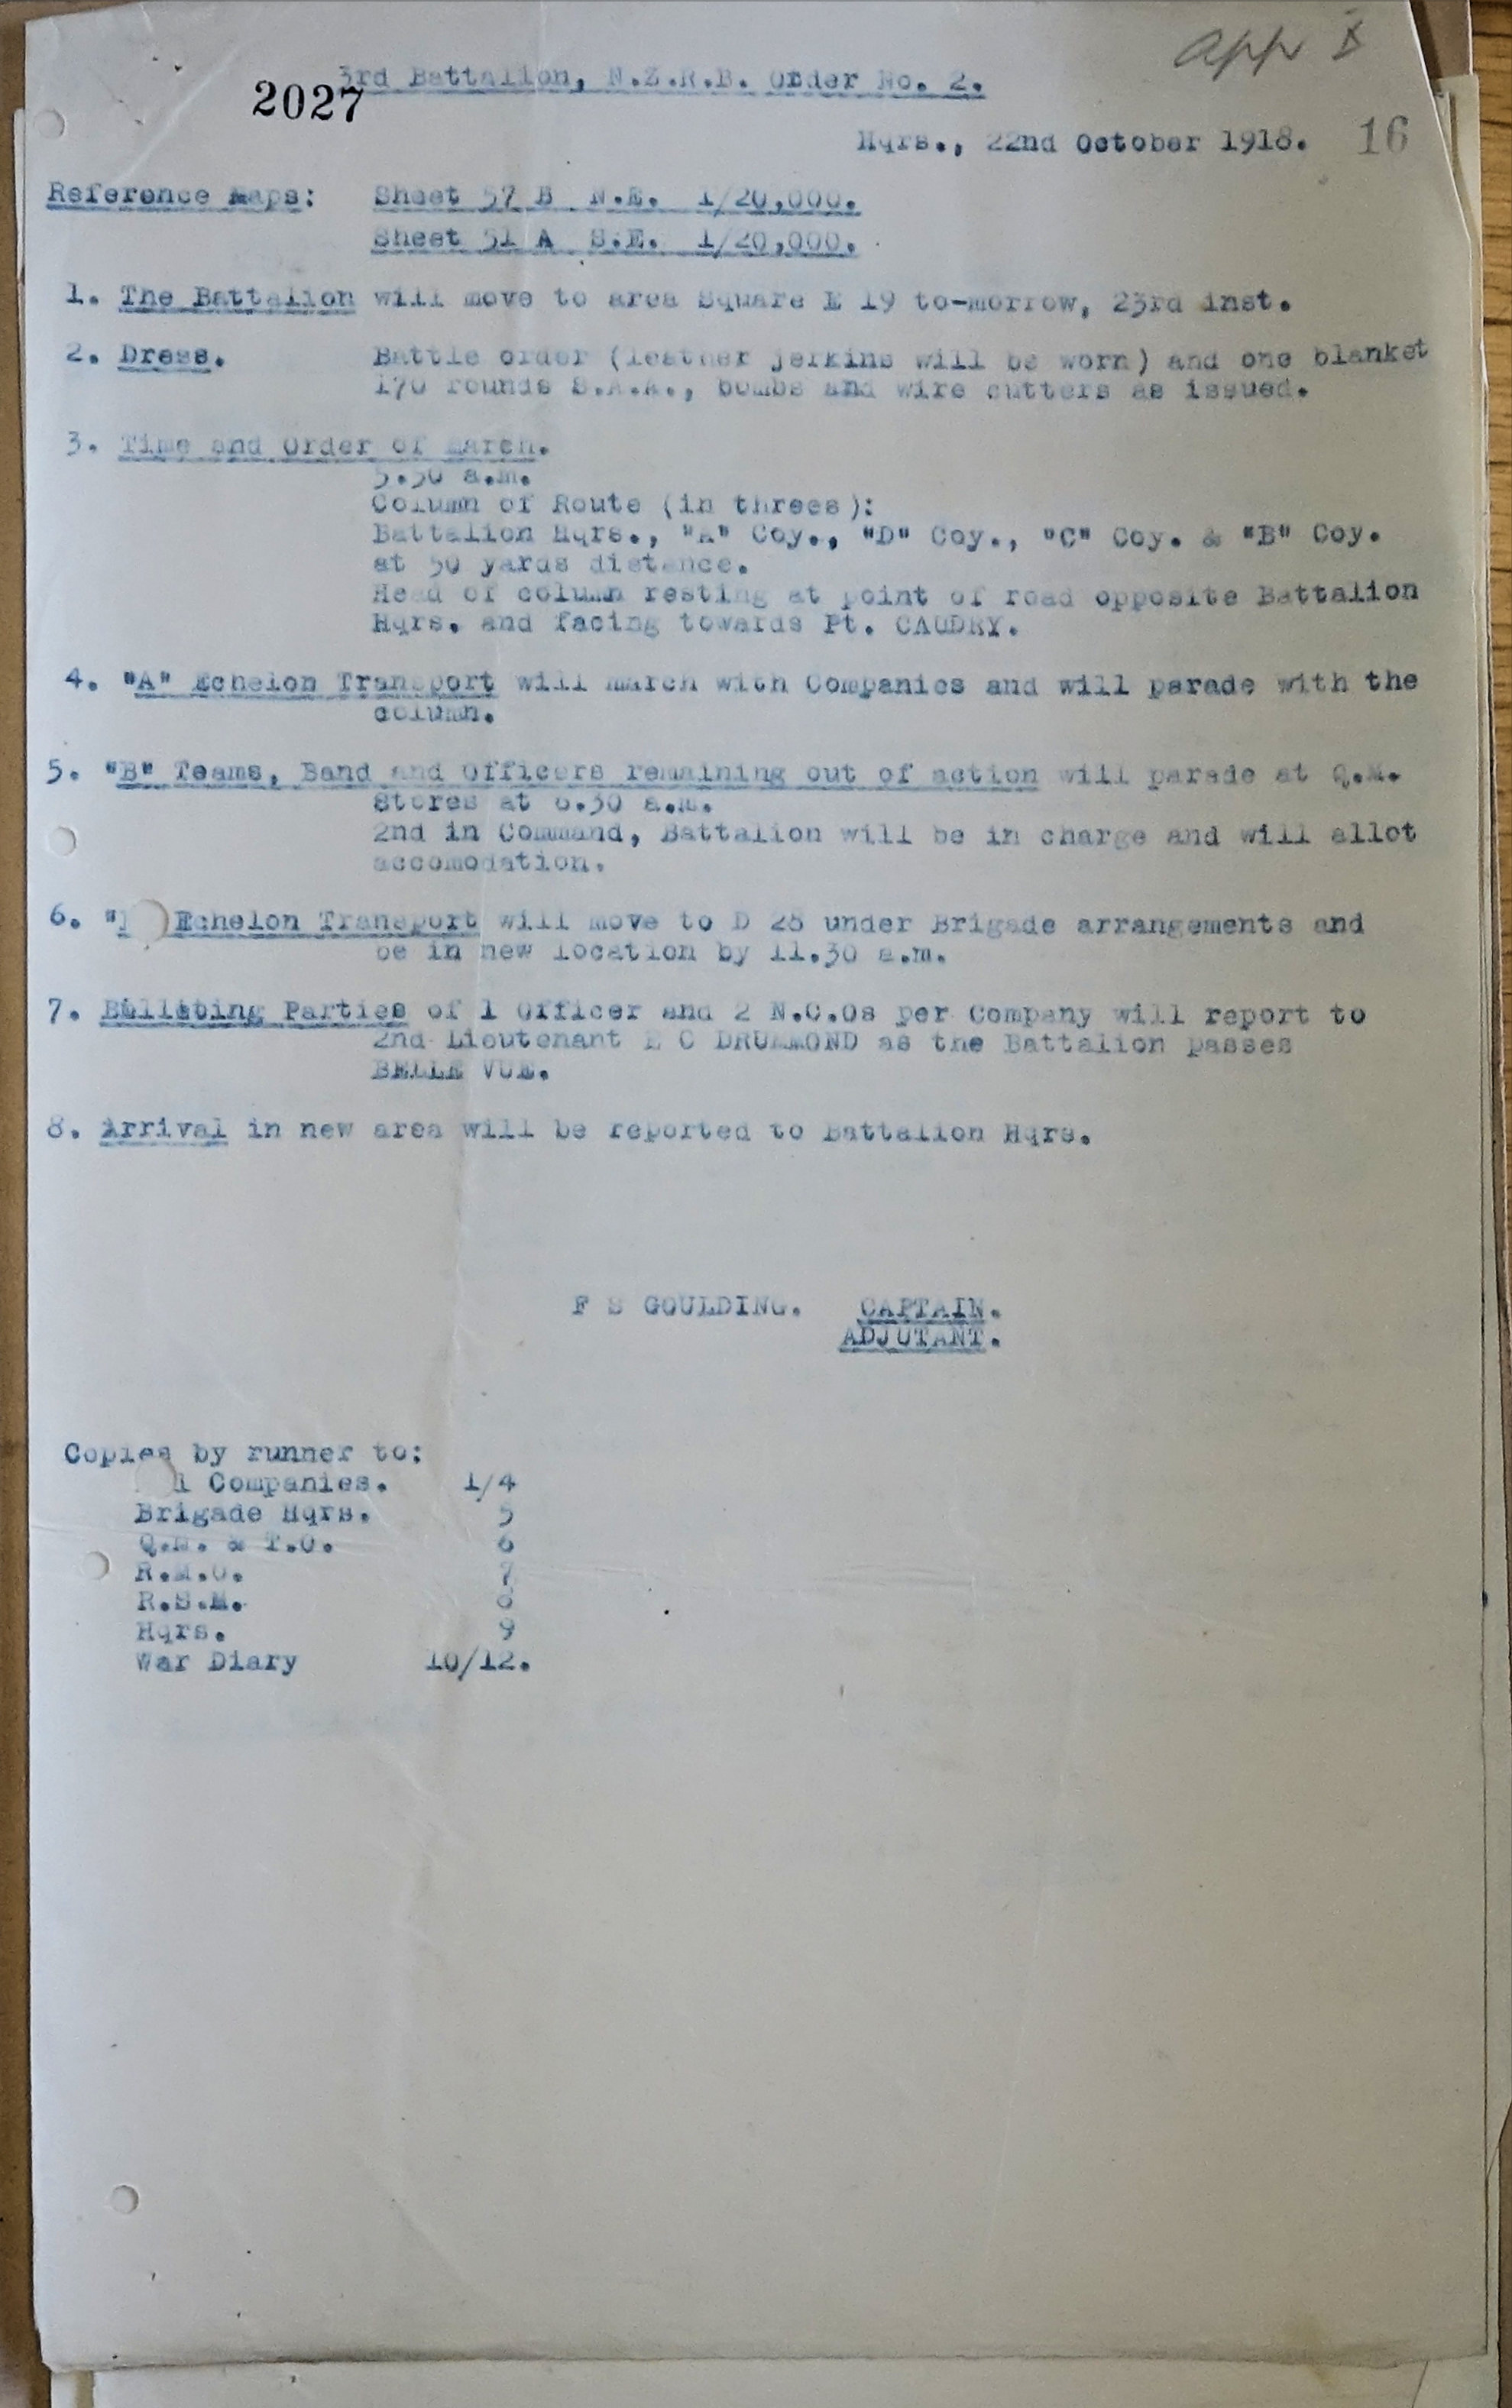 app
3rd Battalion, N.Z.R.B. Order No. 2.
2027
Hqrs., 22nd October 1918. 16
Reference Maps: Sheet 57 B N.E. 1/20,000.
Sheet 51 A S.E. 1/20,000.
1. The Battalion will move to area Square E 19 to-morrow, 23rd inst.
2. Dress. Battle order (leather jerkins will be worn) and one blanket
170 rounds S.A.A., bombs and wire cutters as issued.
3. Time and Order of March.
5.30 a.m.
Column of Route (in threes):
Battalion Hqrs., "A" Coy., "D" Coy., "C" Coy. & "B" Coy.
at 50 yards distance.
Head of column resting at point of road opposite Battalion
Hqrs. and facing towards Pt. CAUDRY.
4. "A" Echelon Transport will march with Companies and will parade with the
column.
5. "B" Teams, Band and Officers remaining out of action will parade at Q.M.
Stores at 8.30 a.m.
2nd in Command, Battalion will be in charge and will allot
accomodation.
6. Echelon Transport will move to D 28 under Brigade arrangements and
be in new location by 11.30 a.m.
7. Billeting Parties of 1 Officer and 2 N.C.Os per Company will report to
2nd Lieutenant E C DRUMMOND as the Battalion passes
BELLE VUE.
8. Arrival in new area will be reported to Battalion Hqrs.
F S GOULDING. CAPTAIN.
ADJUTANT.
Copies by runner to:
Companies. 1/4
Brigade Hqrs. 5
Q.M. & T.O. 6
R.M.O. 7
R.S.M. 8
Hqrs. 9
War Diary 10/12.